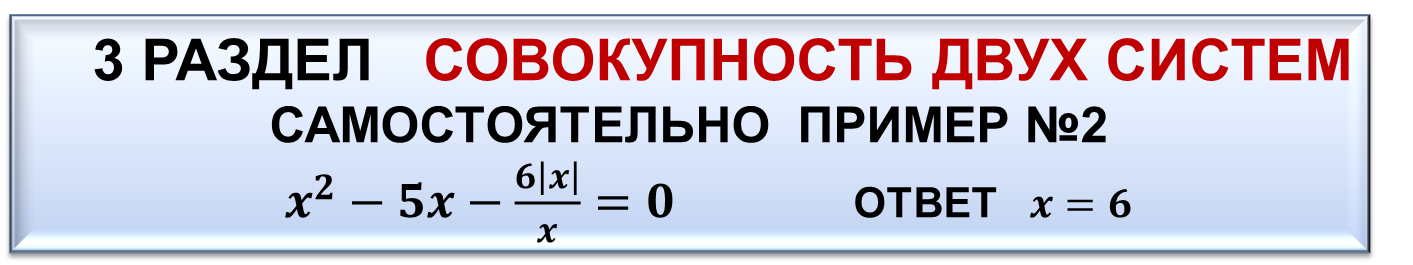 3 РАЗДЕЛ СОВОКУПНОСТЬ ДВУХ СИСТЕМ
САМОСТОЯТЕЛЬНО ПРИМЕР №2
x² − 5x − 6|x|/x = 0 ОТВЕТ x = 6